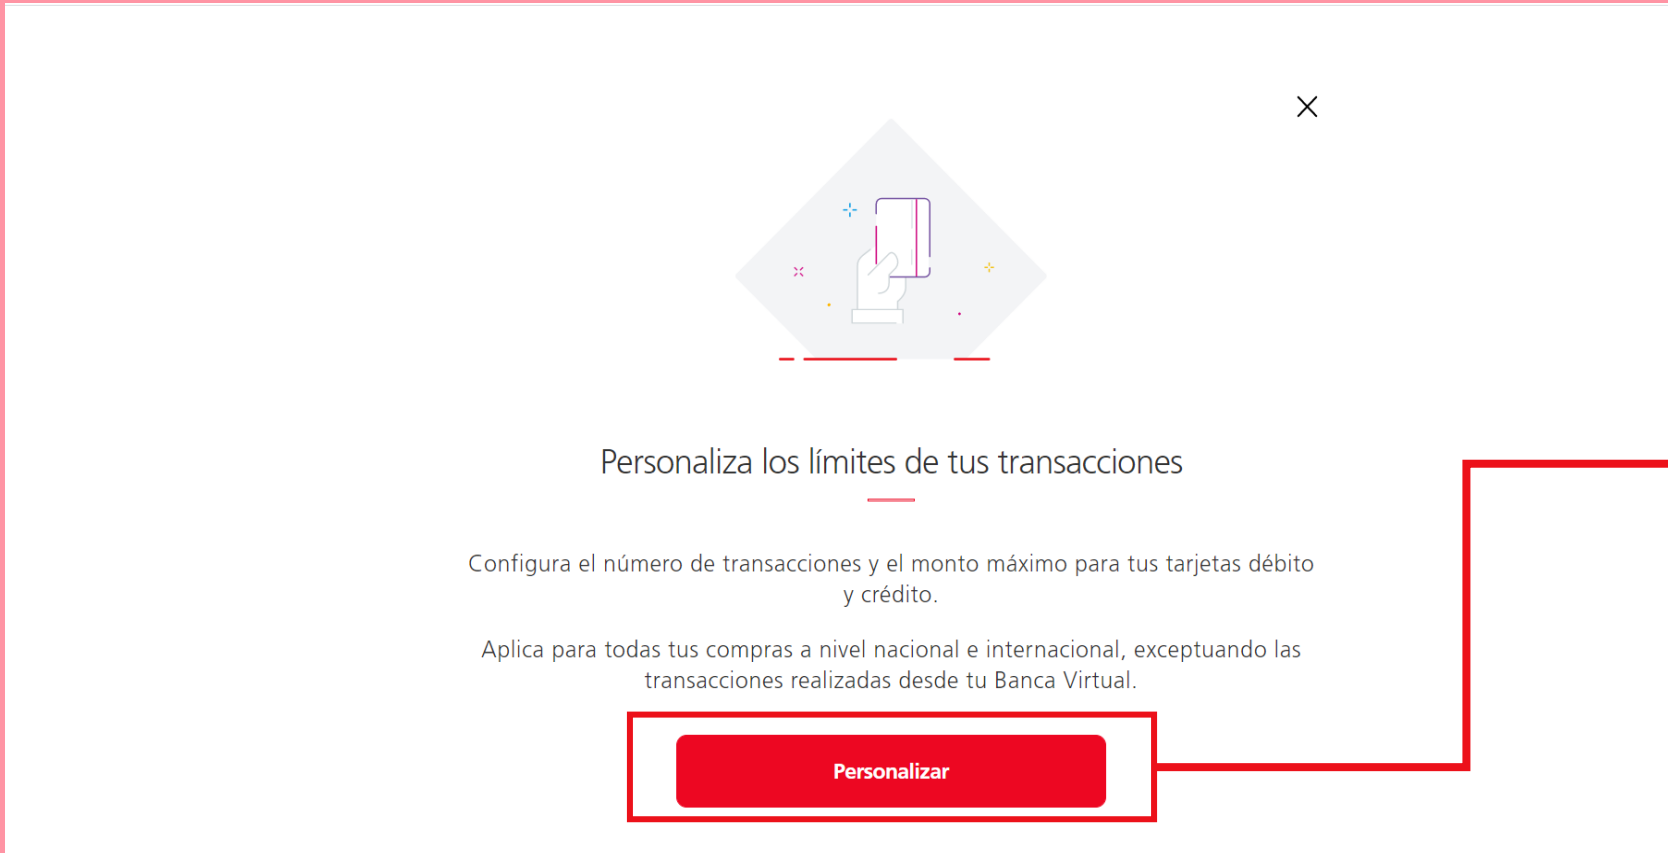 Personaliza los límites de tus transacciones
Configura el número de transacciones y el monto máximo para tus tarjetas débito
y crédito.
Aplica para todas tus compras a nivel nacional e internacional, exceptuando las
transacciones realizadas desde tu Banca Virtual.
Personalizar